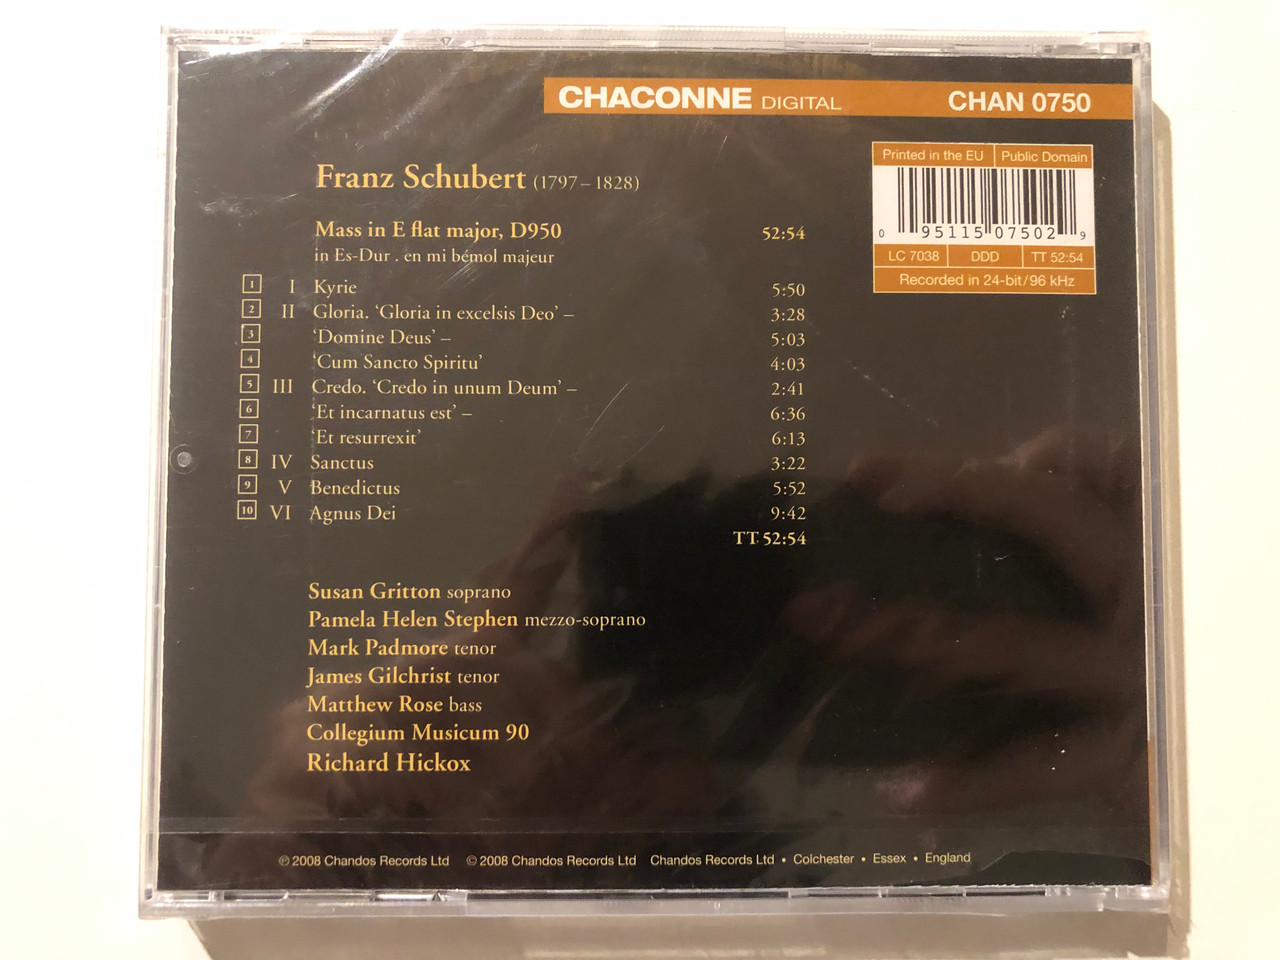 CHACONNE DIGITAL CHAN 0750
Printed in the EU Public Domain
0 95115 07502 9
LC 7038 DDD TT 52:54
Recorded in 24-bit/96 kHz
Franz Schubert (1797–1828)
Mass in E flat major, D950 52:54
in Es-Dur . en mi bémol majeur
1 I Kyrie 5:50
2 II Gloria. ‘Gloria in excelsis Deo’ – 3:28
3 ‘Domine Deus’ – 5:03
4 ‘Cum Sancto Spiritu’ 4:03
5 III Credo. ‘Credo in unum Deum’ – 2:41
6 ‘Et incarnatus est’ – 6:36
7 ‘Et resurrexit’ 6:13
8 IV Sanctus 3:22
9 V Benedictus 5:52
10 VI Agnus Dei 9:42
TT 52:54
Susan Gritton soprano
Pamela Helen Stephen mezzo-soprano
Mark Padmore tenor
James Gilchrist tenor
Matthew Rose bass
Collegium Musicum 90
Richard Hickox
℗ 2008 Chandos Records Ltd © 2008 Chandos Records Ltd Chandos Records Ltd • Colchester • Essex • England